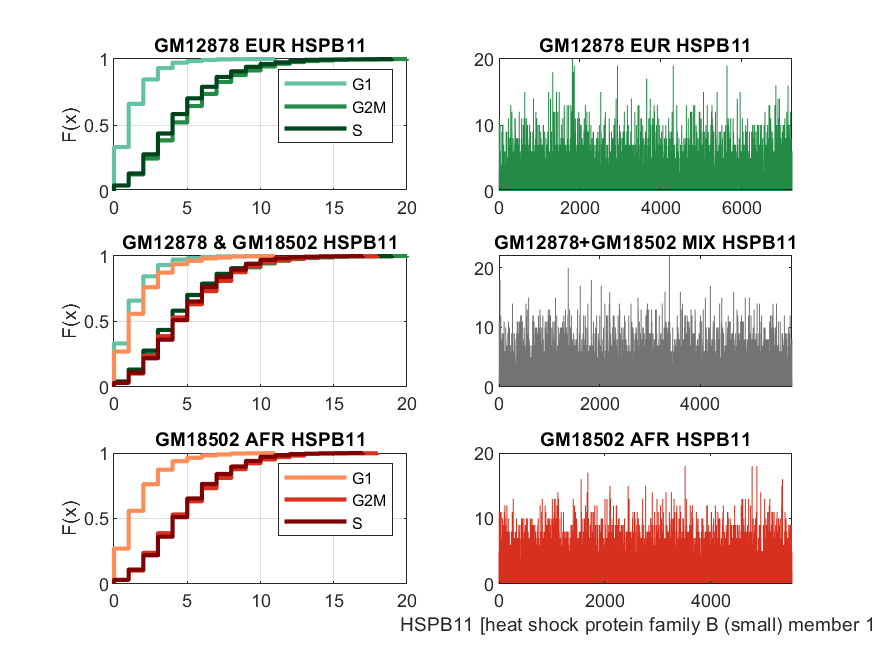 GM12878 EUR HSPB11
F(x)
1
0.5
0
0 5 10 15 20
G1
G2M
S
GM12878 EUR HSPB11
20
10
0
0 2000 4000 6000
GM12878 & GM18502 HSPB11
F(x)
1
0.5
0
0 5 10 15 20
GM12878+GM18502 MIX HSPB11
20
10
0
0 2000 4000
GM18502 AFR HSPB11
F(x)
1
0.5
0
0 5 10 15 20
G1
G2M
S
GM18502 AFR HSPB11
20
10
0
0 2000 4000
HSPB11 [heat shock protein family B (small) member 1